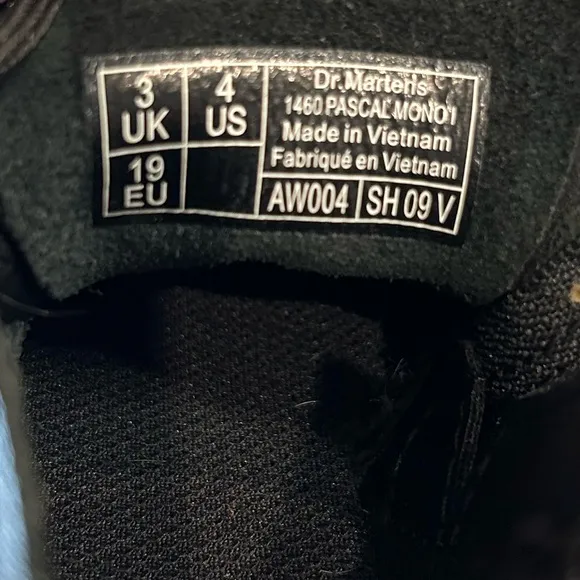 3
UK
4
US
19
EU
Dr.Martens
1460 PASCAL MONO I
Made in Vietnam
Fabriqué en Vietnam
AW004
SH 09 V